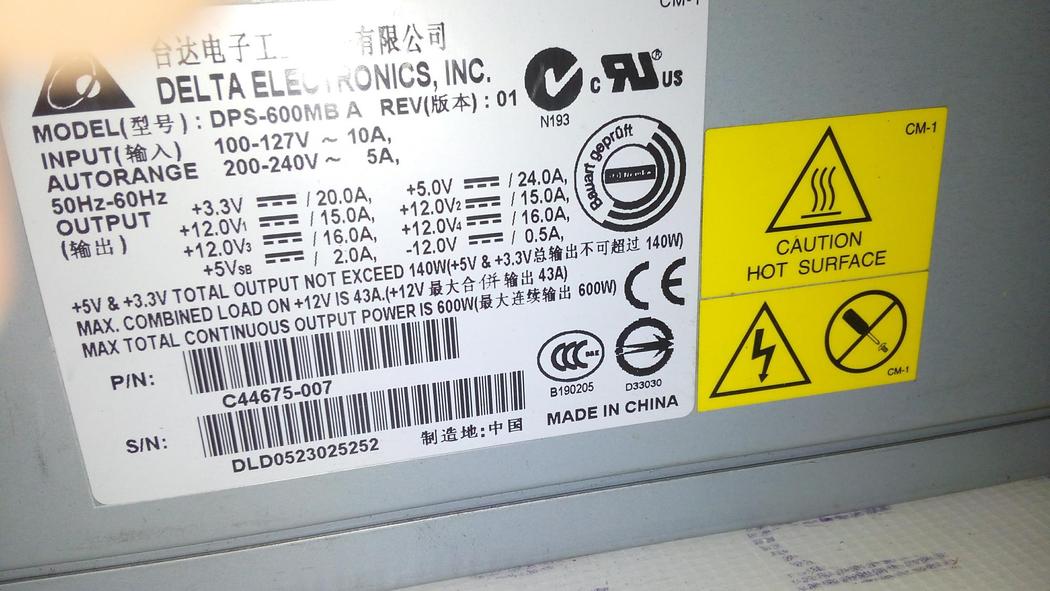 CM-1
台达电子工 有限公司
DELTA ELECTRONICS, INC.
MODEL(型号) : DPS-600MB A REV(版本) : 01
INPUT(输入) 100-127V ~ 10A,
AUTORANGE 200-240V ~ 5A,
50Hz-60Hz
OUTPUT
(输出)
+3.3V / 20.0A, +5.0V / 24.0A,
+12.0V1 / 15.0A, +12.0V2 / 15.0A,
+12.0V3 / 16.0A, +12.0V4 / 16.0A,
+5VSB / 2.0A, -12.0V / 0.5A,
+5V & +3.3V TOTAL OUTPUT NOT EXCEED 140W(+5V & +3.3V总输出不可超过 140W)
MAX. COMBINED LOAD ON +12V IS 43A.(+12V 最大合併输出 43A)
MAX TOTAL CONTINUOUS OUTPUT POWER IS 600W(最大连续输出 600W)
P/N:
C44675-007
S/N:
DLD0523025252
制造地:中国
MADE IN CHINA
N193
C RU® US
Bauart geprüft
CE
CCC
B190205
D33030
CM-1
CAUTION
HOT SURFACE
CM-1